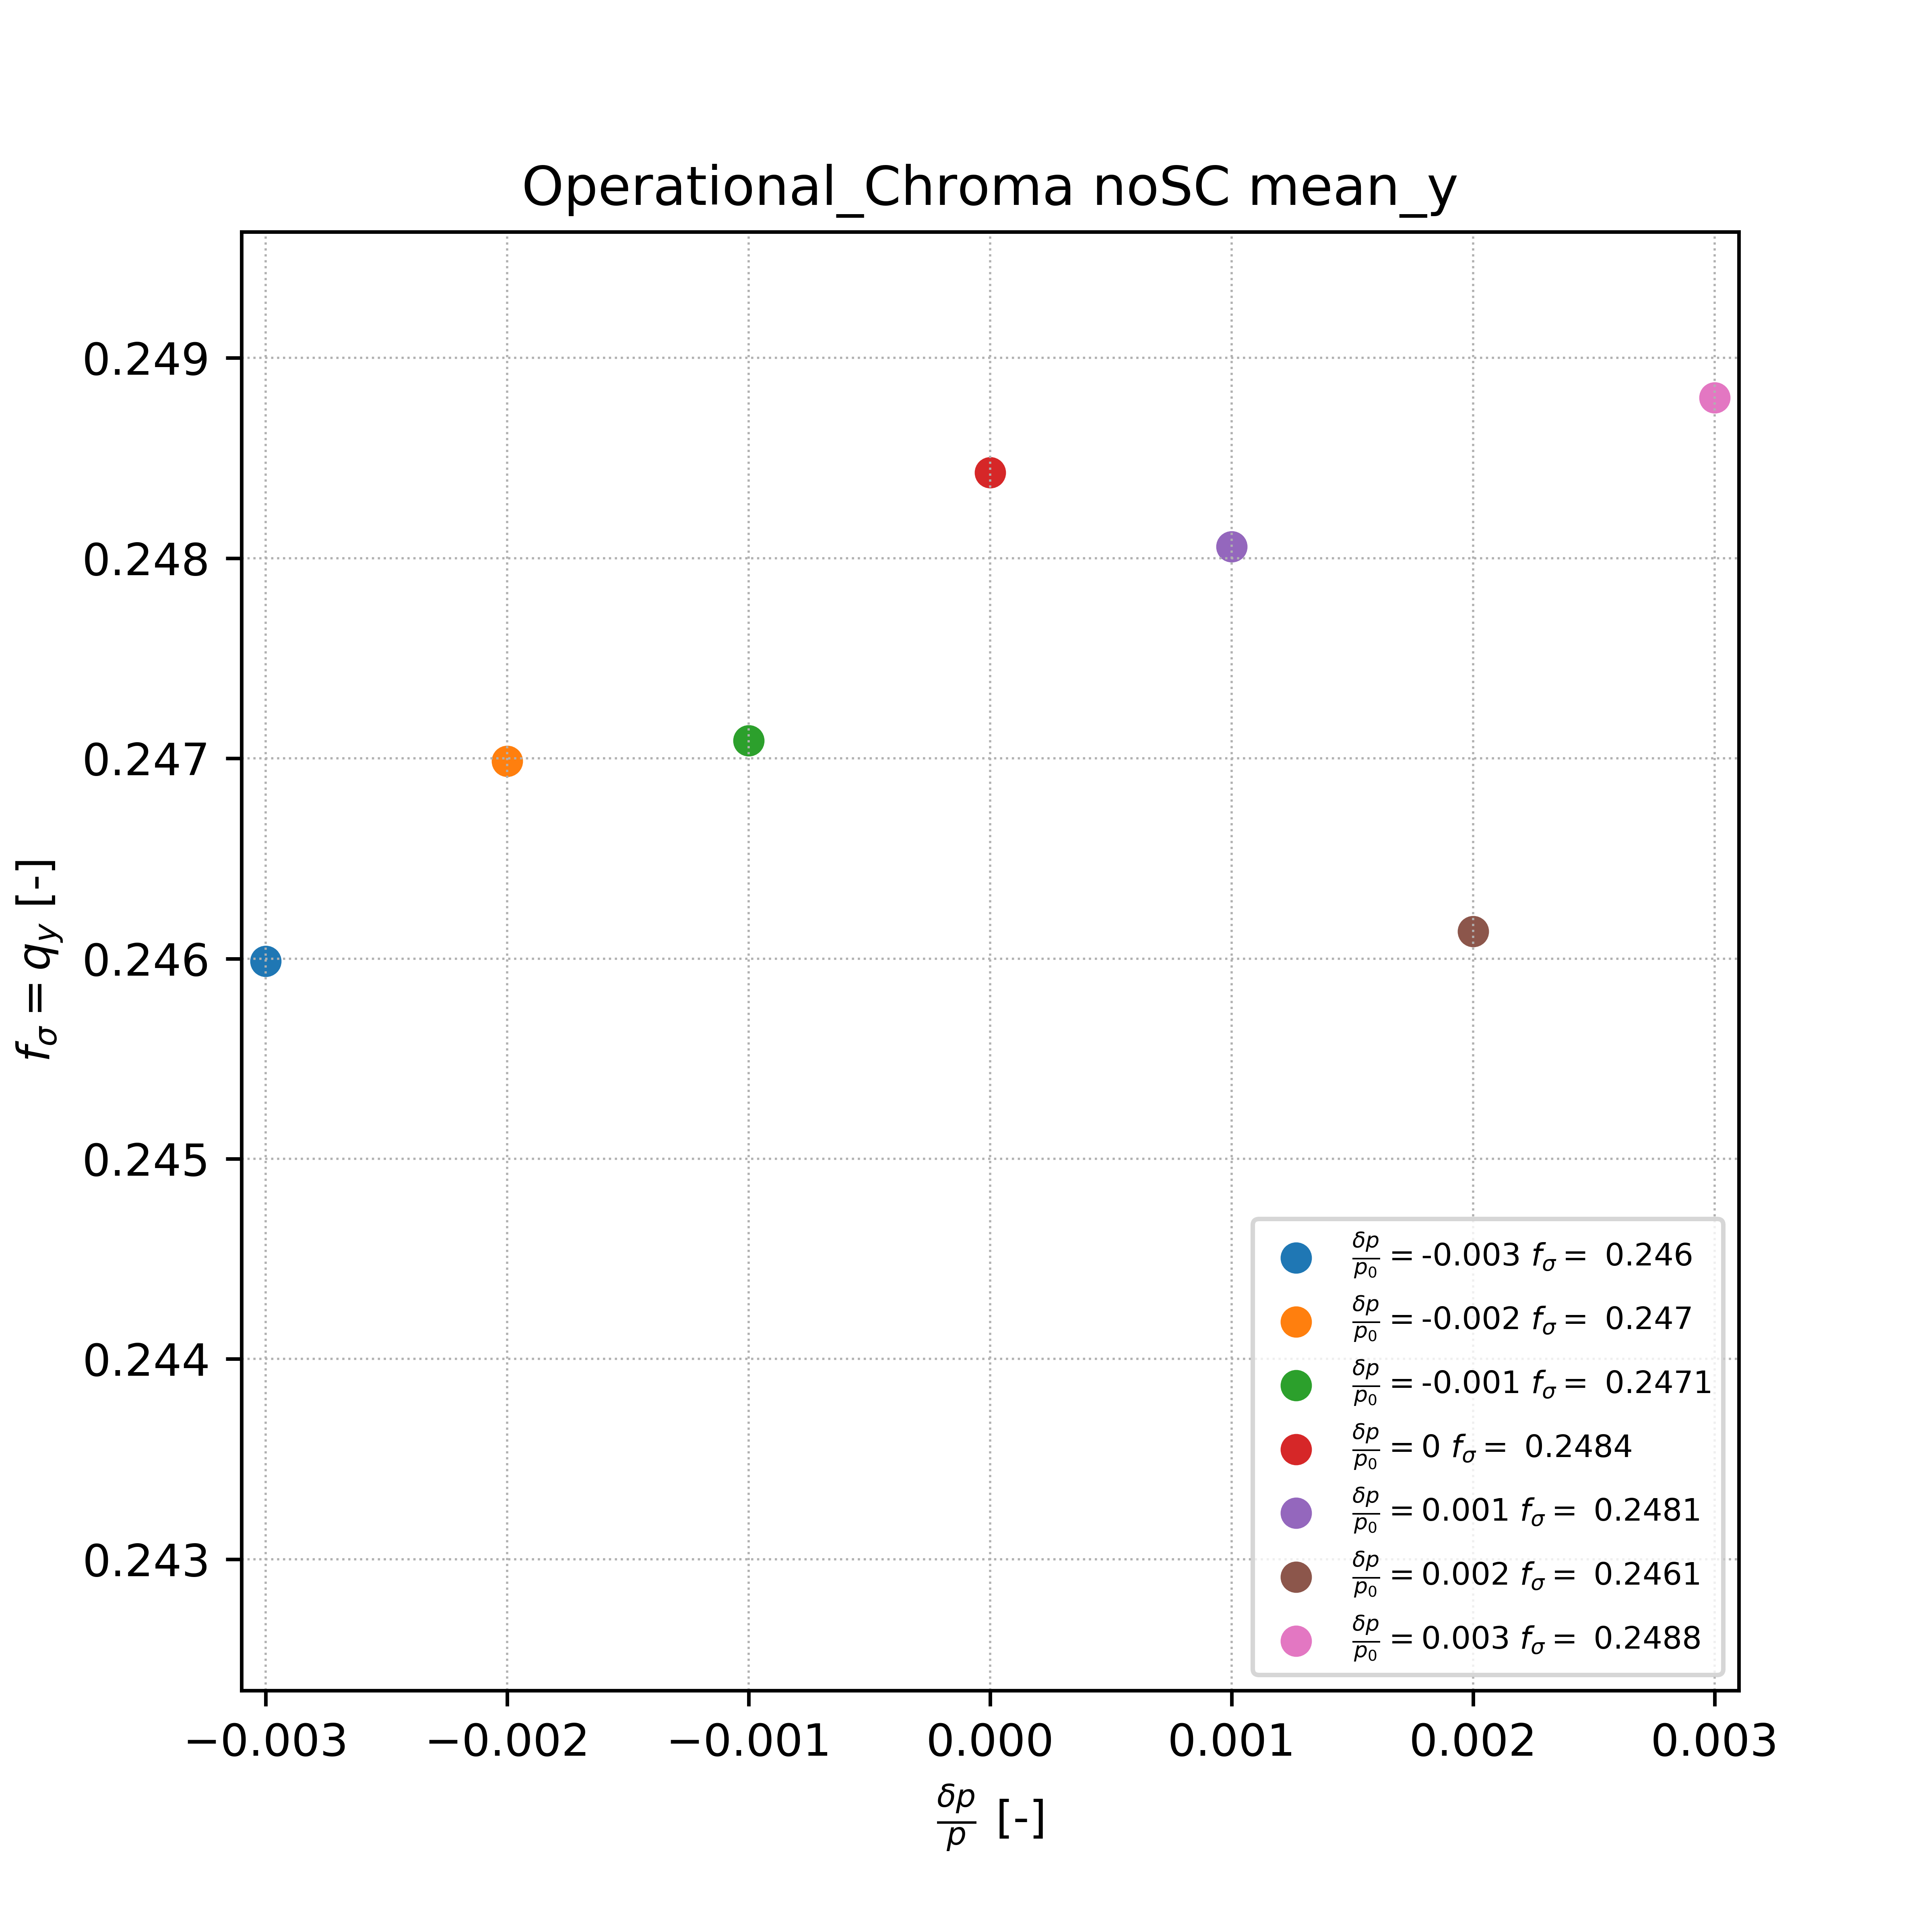 Operational_Chroma noSC mean_y
0.249
0.248
0.247
0.246
0.245
0.244
0.243
f_σ = q_y [-]
δp/p₀ = -0.003 f_σ = 0.246
δp/p₀ = -0.002 f_σ = 0.247
δp/p₀ = -0.001 f_σ = 0.2471
δp/p₀ = 0 f_σ = 0.2484
δp/p₀ = 0.001 f_σ = 0.2481
δp/p₀ = 0.002 f_σ = 0.2461
δp/p₀ = 0.003 f_σ = 0.2488
−0.003 −0.002 −0.001 0.000 0.001 0.002 0.003
δp/p [-]